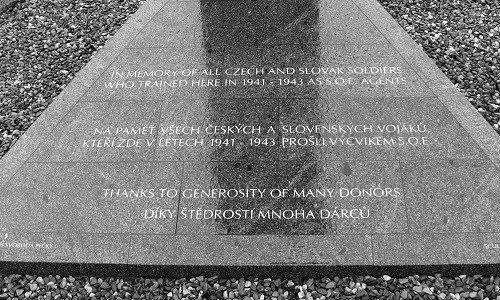 IN MEMORY OF ALL CZECH AND SLOVAK SOLDIERS
WHO TRAINED HERE IN 1941 - 1943 AS S.O.E. AGENTS
NA PAMĚŤ VŠECH ČESKÝCH A SLOVENSKÝCH VOJÁKŮ,
KTEŘÍ ZDE V LETECH 1941 - 1943 PROŠLI VÝCVIKEM S.O.E.
THANKS TO GENEROSITY OF MANY DONORS
DÍKY ŠTĚDROSTI MNOHA DÁRCŮ
SVOBODA PECKY